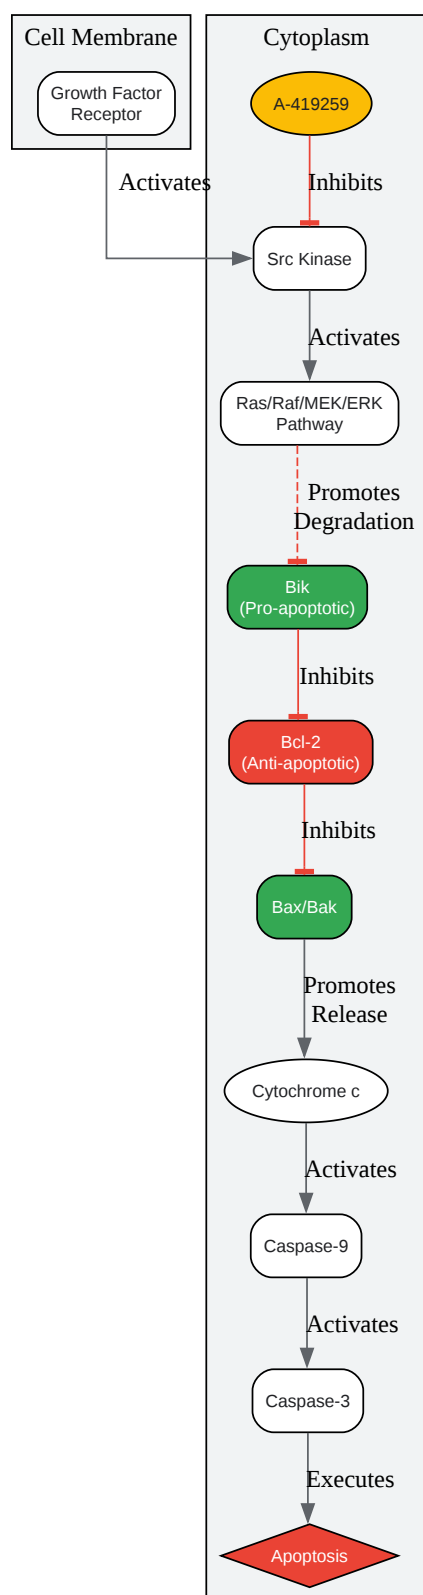 Cell Membrane
Cytoplasm
Growth Factor
Receptor
A-419259
Activates
Inhibits
Src Kinase
Activates
Ras/Raf/MEK/ERK
Pathway
Promotes
Degradation
Bik
(Pro-apoptotic)
Inhibits
Bcl-2
(Anti-apoptotic)
Inhibits
Bax/Bak
Promotes
Release
Cytochrome c
Activates
Caspase-9
Activates
Caspase-3
Executes
Apoptosis